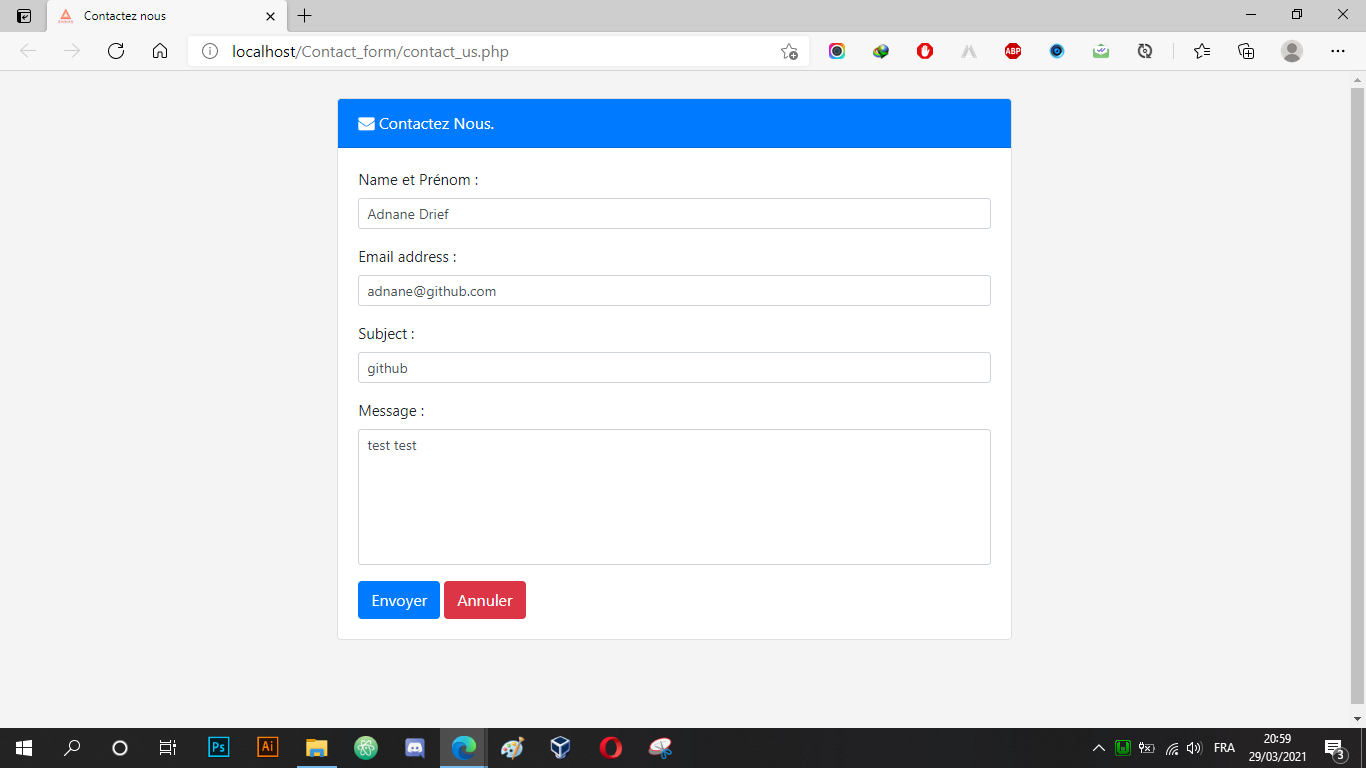 Contactez nous
localhost/Contact_form/contact_us.php
ABP
Contactez Nous.
Name et Prénom :
Adnane Drief
Email address :
adnane@github.com
Subject :
github
Message :
test test
Envoyer Annuler
Ps Ai FRA 20:59
29/03/2021 3